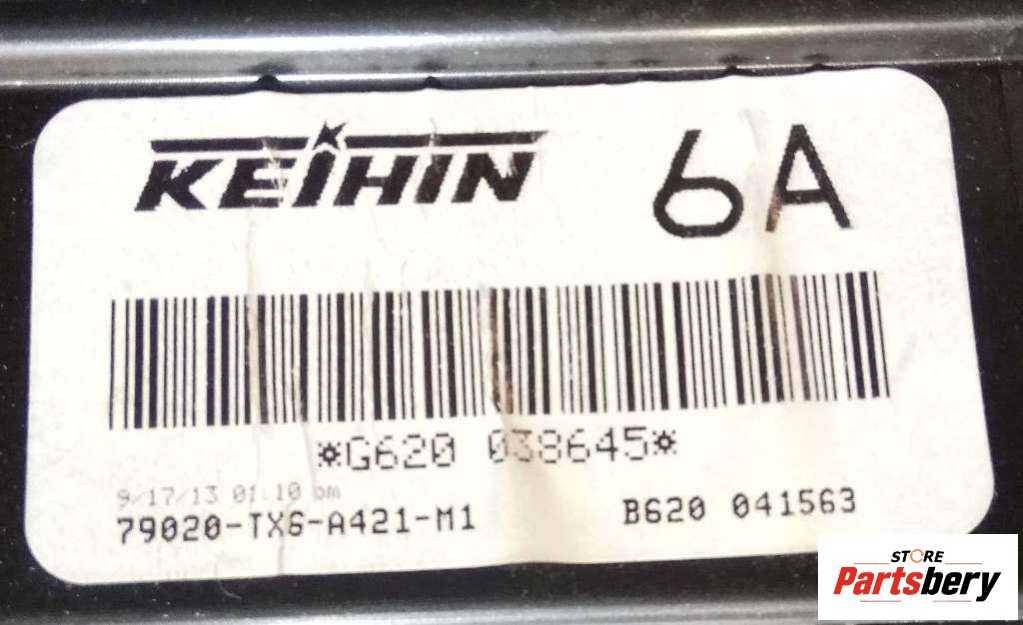 KEIHIN 6A
*G620 038645*
9/17/13 01:10 pm
79020-TX6-A421-M1 B620 041563
STORE
Partsbery